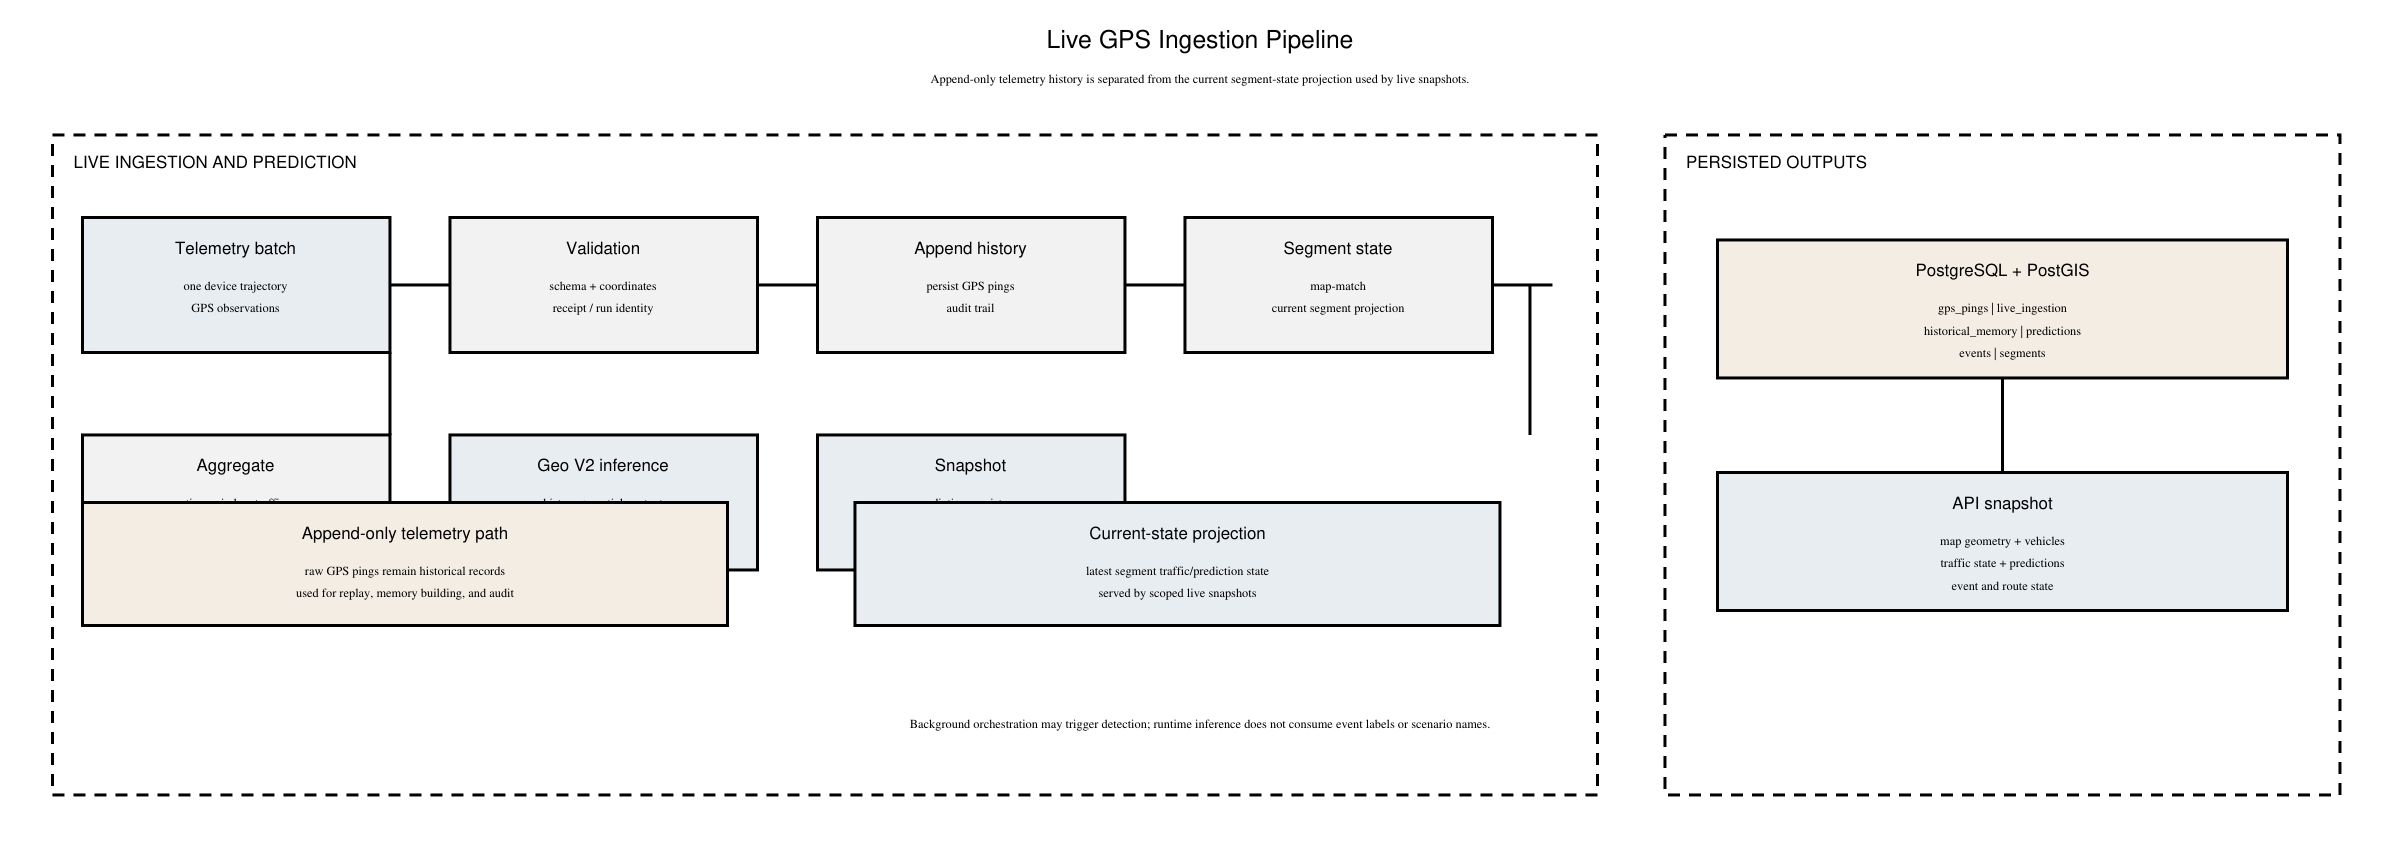 Live GPS Ingestion Pipeline
Append-only telemetry history is separated from the current segment-state projection used by live snapshots.
LIVE INGESTION AND PREDICTION
Telemetry batch
one device trajectory
GPS observations
Validation
schema + coordinates
receipt / run identity
Append history
persist GPS pings
audit trail
Segment state
map-match
current segment projection
Aggregate
Geo V2 inference
Snapshot
Append-only telemetry path
raw GPS pings remain historical records
used for replay, memory building, and audit
Current-state projection
latest segment traffic/prediction state
served by scoped live snapshots
Background orchestration may trigger detection; runtime inference does not consume event labels or scenario names.
PERSISTED OUTPUTS
PostgreSQL + PostGIS
gps_pings | live_ingestion
historical_memory | predictions
events | segments
API snapshot
map geometry + vehicles
traffic state + predictions
event and route state